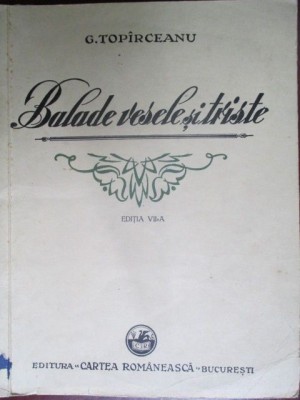 G. TOPÎRCEANU
Balade vesele și triste
EDIȚIA VII-A
EDITURA „CARTEA ROMÂNEASCĂ” BUCUREȘTI